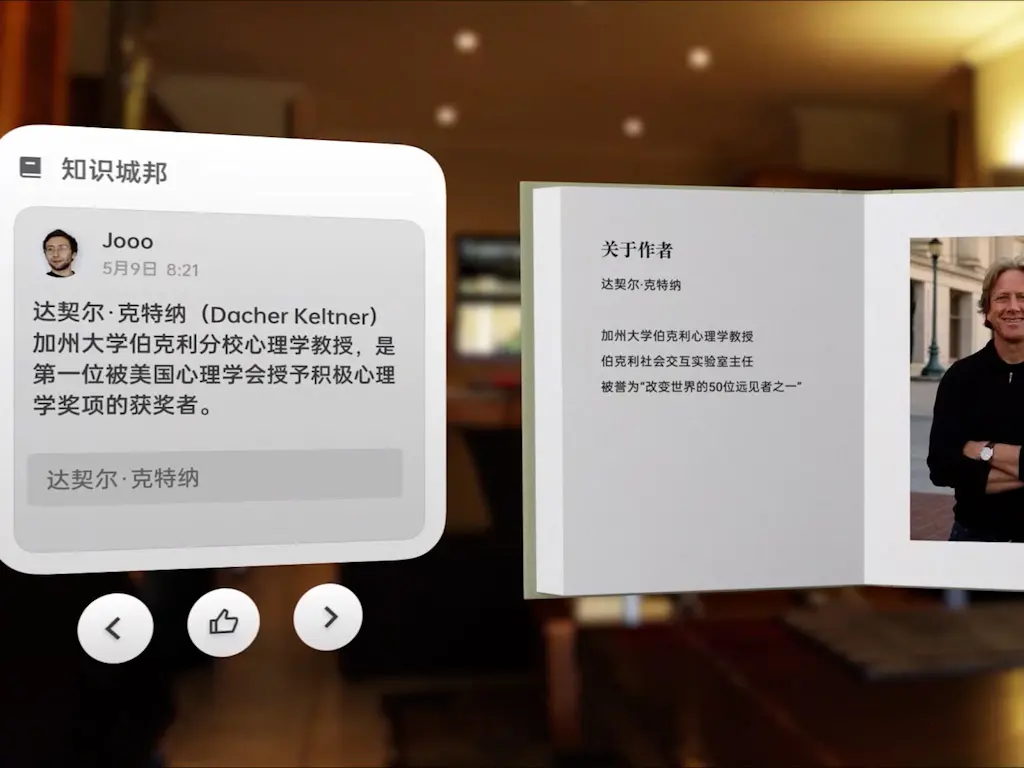 知识城邦
Jooo
5月9日 8:21
达契尔·克特纳（Dacher Keltner）
加州大学伯克利分校心理学教授，是
第一位被美国心理学会授予积极心理
学奖项的获奖者。
达契尔·克特纳
关于作者
达契尔·克特纳
加州大学伯克利心理学教授
伯克利社会交互实验室主任
被誉为“改变世界的50位远见者之一”